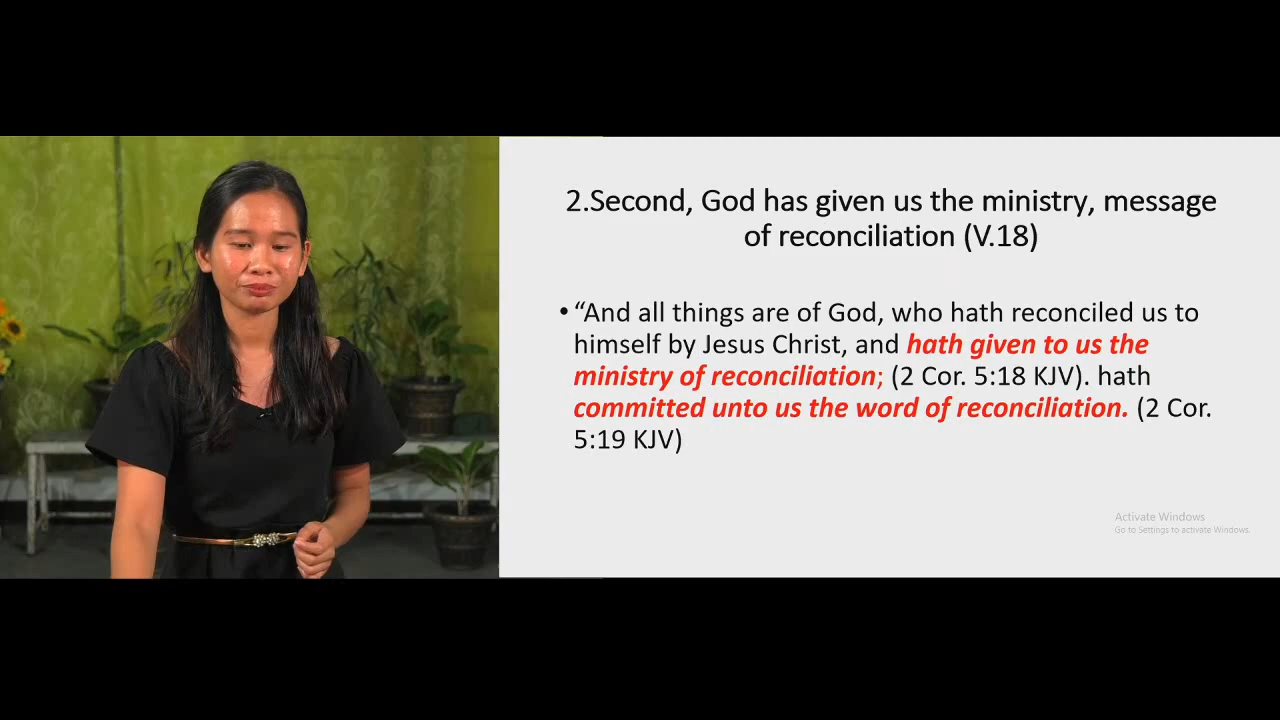 2.Second, God has given us the ministry, message
of reconciliation (V.18)
• “And all things are of God, who hath reconciled us to
himself by Jesus Christ, and hath given to us the
ministry of reconciliation; (2 Cor. 5:18 KJV). hath
committed unto us the word of reconciliation. (2 Cor.
5:19 KJV)
Activate Windows
Go to Settings to activate Windows.